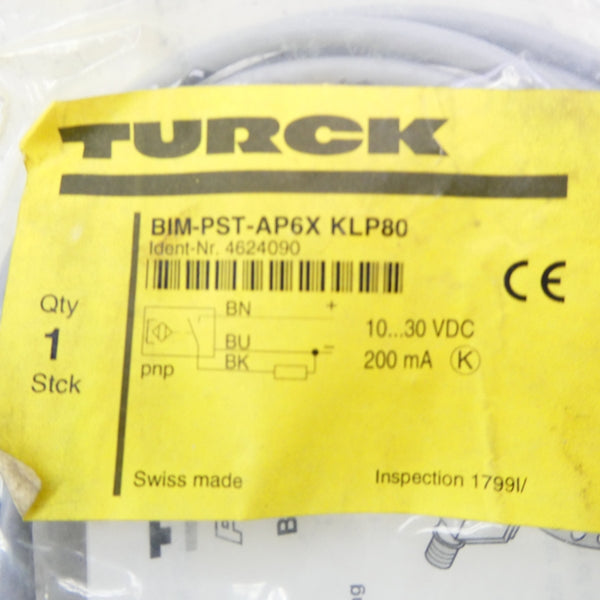 TURCK
BIM-PST-AP6X KLP80
Ident-Nr. 4624090
Qty
1
Stck
BN +
BU -
BK
pnp
10...30 VDC
200 mA K
CE
Swiss made
Inspection 1799I/